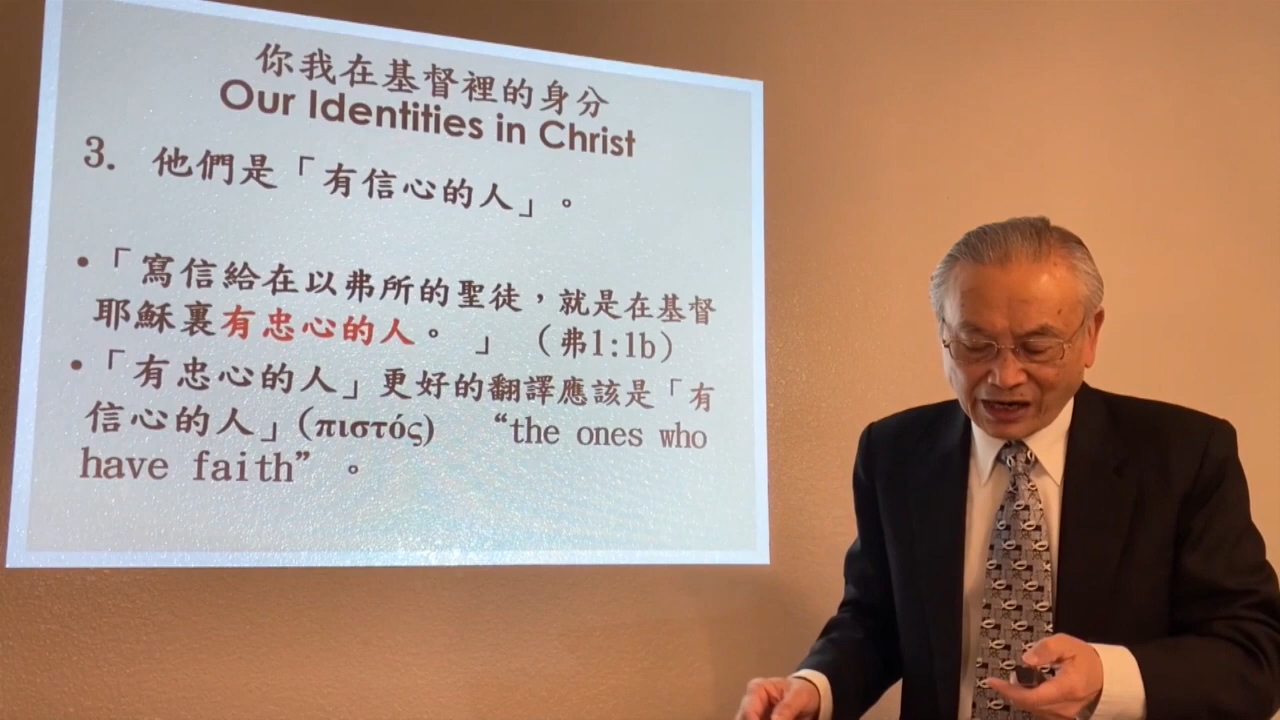 你我在基督裡的身分
Our Identities in Christ
3. 他們是「有信心的人」。
•「寫信給在以弗所的聖徒，就是在基督
耶穌裏有忠心的人。」（弗1:1b）
•「有忠心的人」更好的翻譯應該是「有
信心的人」(πιστός) “the ones who
have faith”。